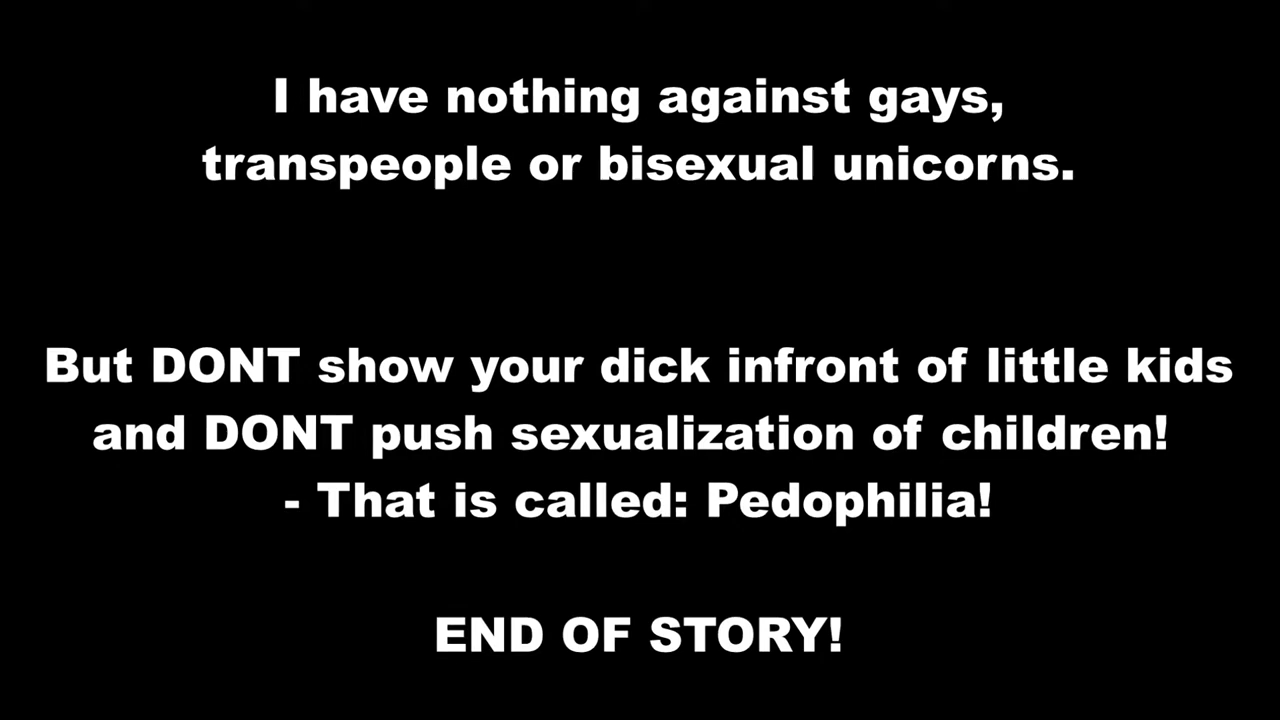 I have nothing against gays,
transpeople or bisexual unicorns.
But DONT show your dick infront of little kids
and DONT push sexualization of children!
- That is called: Pedophilia!
END OF STORY!